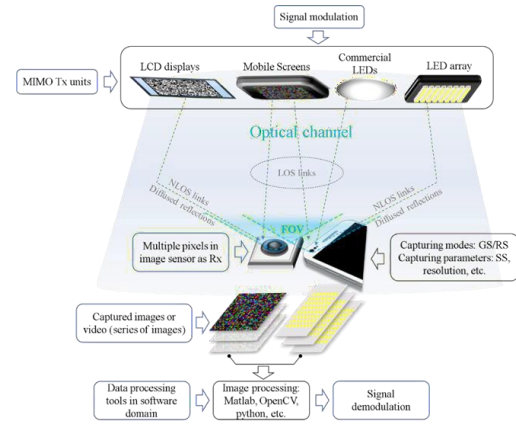 Signal modulation
LCD displays
Mobile Screens
Commercial
LEDs
LED array
MIMO Tx units
Optical channel
LOS links
NLOS links
Diffused reflections
NLOS links
Diffused reflections
FOV
Multiple pixels in
image sensor as Rx
Capturing modes: GS/RS
Capturing parameters: SS,
resolution, etc.
Captured images or
video (series of images)
Data processing
tools in software
domain
Image processing:
Matlab, OpenCV,
python, etc.
Signal
demodulation